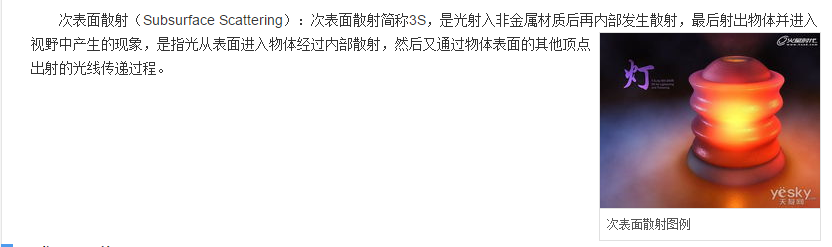 次表面散射（Subsurface Scattering）：次表面散射简称3S，是光射入非金属材质后再内部发生散射，最后射出物体并进入
视野中产生的现象，是指光从表面进入物体经过内部散射，然后又通过物体表面的其他顶点
出射的光线传递过程。
灯
yesky
天极网
次表面散射图例